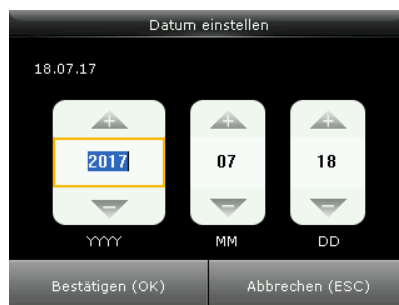 Datum einstellen
18.07.17
+ + +
2017 07 18
- - -
YYYY MM DD
Bestätigen (OK) Abbrechen (ESC)